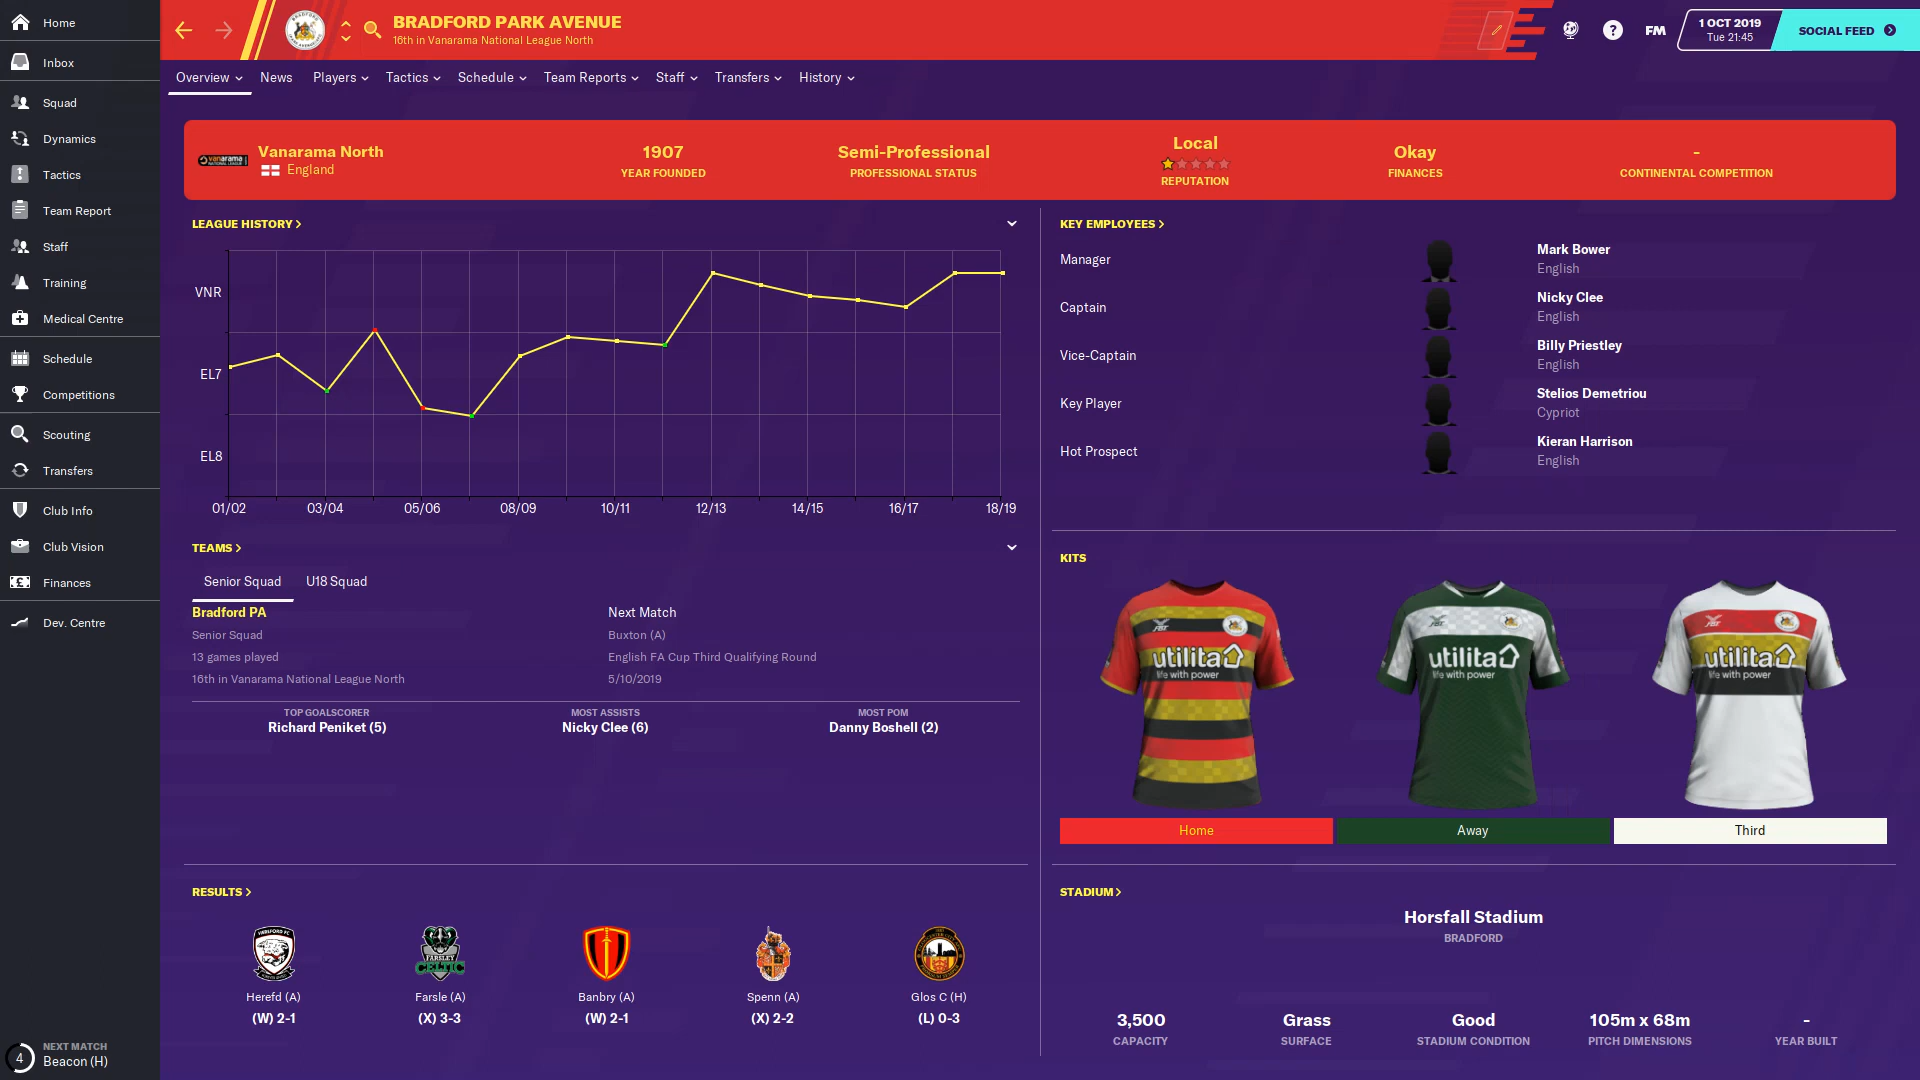 Home
Inbox
Squad
Dynamics
Tactics
Team Report
Staff
Training
Medical Centre
Schedule
Competitions
Scouting
Transfers
Club Info
Club Vision
Finances
Dev. Centre
4
NEXT MATCH
Beacon (H)
BRADFORD PARK AVENUE
16th in Vanarama National League North
FM
1 OCT 2019
Tue 21:45
SOCIAL FEED
Overview
News
Players
Tactics
Schedule
Team Reports
Staff
Transfers
History
vanarama
Vanarama North
England
1907
YEAR FOUNDED
Semi-Professional
PROFESSIONAL STATUS
Local
REPUTATION
Okay
FINANCES
-
CONTINENTAL COMPETITION
LEAGUE HISTORY >
VNR
EL7
EL8
01/02 03/04 05/06 08/09 10/11 12/13 14/15 16/17 18/19
TEAMS >
Senior Squad
U18 Squad
Bradford PA
Senior Squad
13 games played
16th in Vanarama National League North
Next Match
Buxton (A)
English FA Cup Third Qualifying Round
5/10/2019
TOP GOALSCORER
Richard Peniket (5)
MOST ASSISTS
Nicky Clee (6)
MOST POM
Danny Boshell (2)
RESULTS >
HEREFORD FC
Herefd (A)
(W) 2-1
FARSLEY
CELTIC
Farsle (A)
(X) 3-3
Banbry (A)
(W) 2-1
Spenn (A)
(X) 2-2
Glos C (H)
(L) 0-3
KEY EMPLOYEES >
Manager
Mark Bower
English
Captain
Nicky Clee
English
Vice-Captain
Billy Priestley
English
Key Player
Stelios Demetriou
Cypriot
Hot Prospect
Kieran Harrison
English
KITS
utilita
life with power
utilita
life with power
utilita
life with power
Home
Away
Third
STADIUM >
Horsfall Stadium
BRADFORD
3,500
CAPACITY
Grass
SURFACE
Good
STADIUM CONDITION
105m x 68m
PITCH DIMENSIONS
-
YEAR BUILT